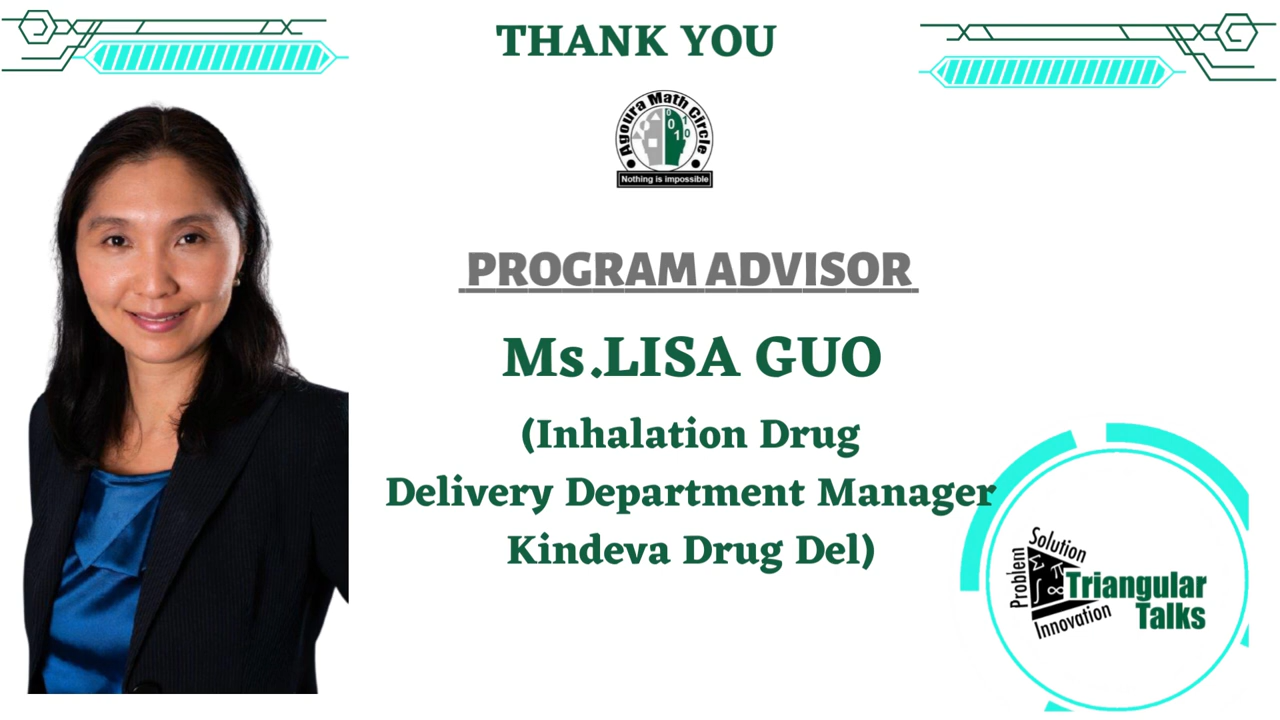 THANK YOU
Agoura Math Circle
0 1 0 1 0
Nothing is impossible
PROGRAM ADVISOR
Ms.LISA GUO
(Inhalation Drug
Delivery Department Manager
Kindeva Drug Del)
Solution
Problem
Σ π
∫ ∞
Triangular
Talks
Innovation